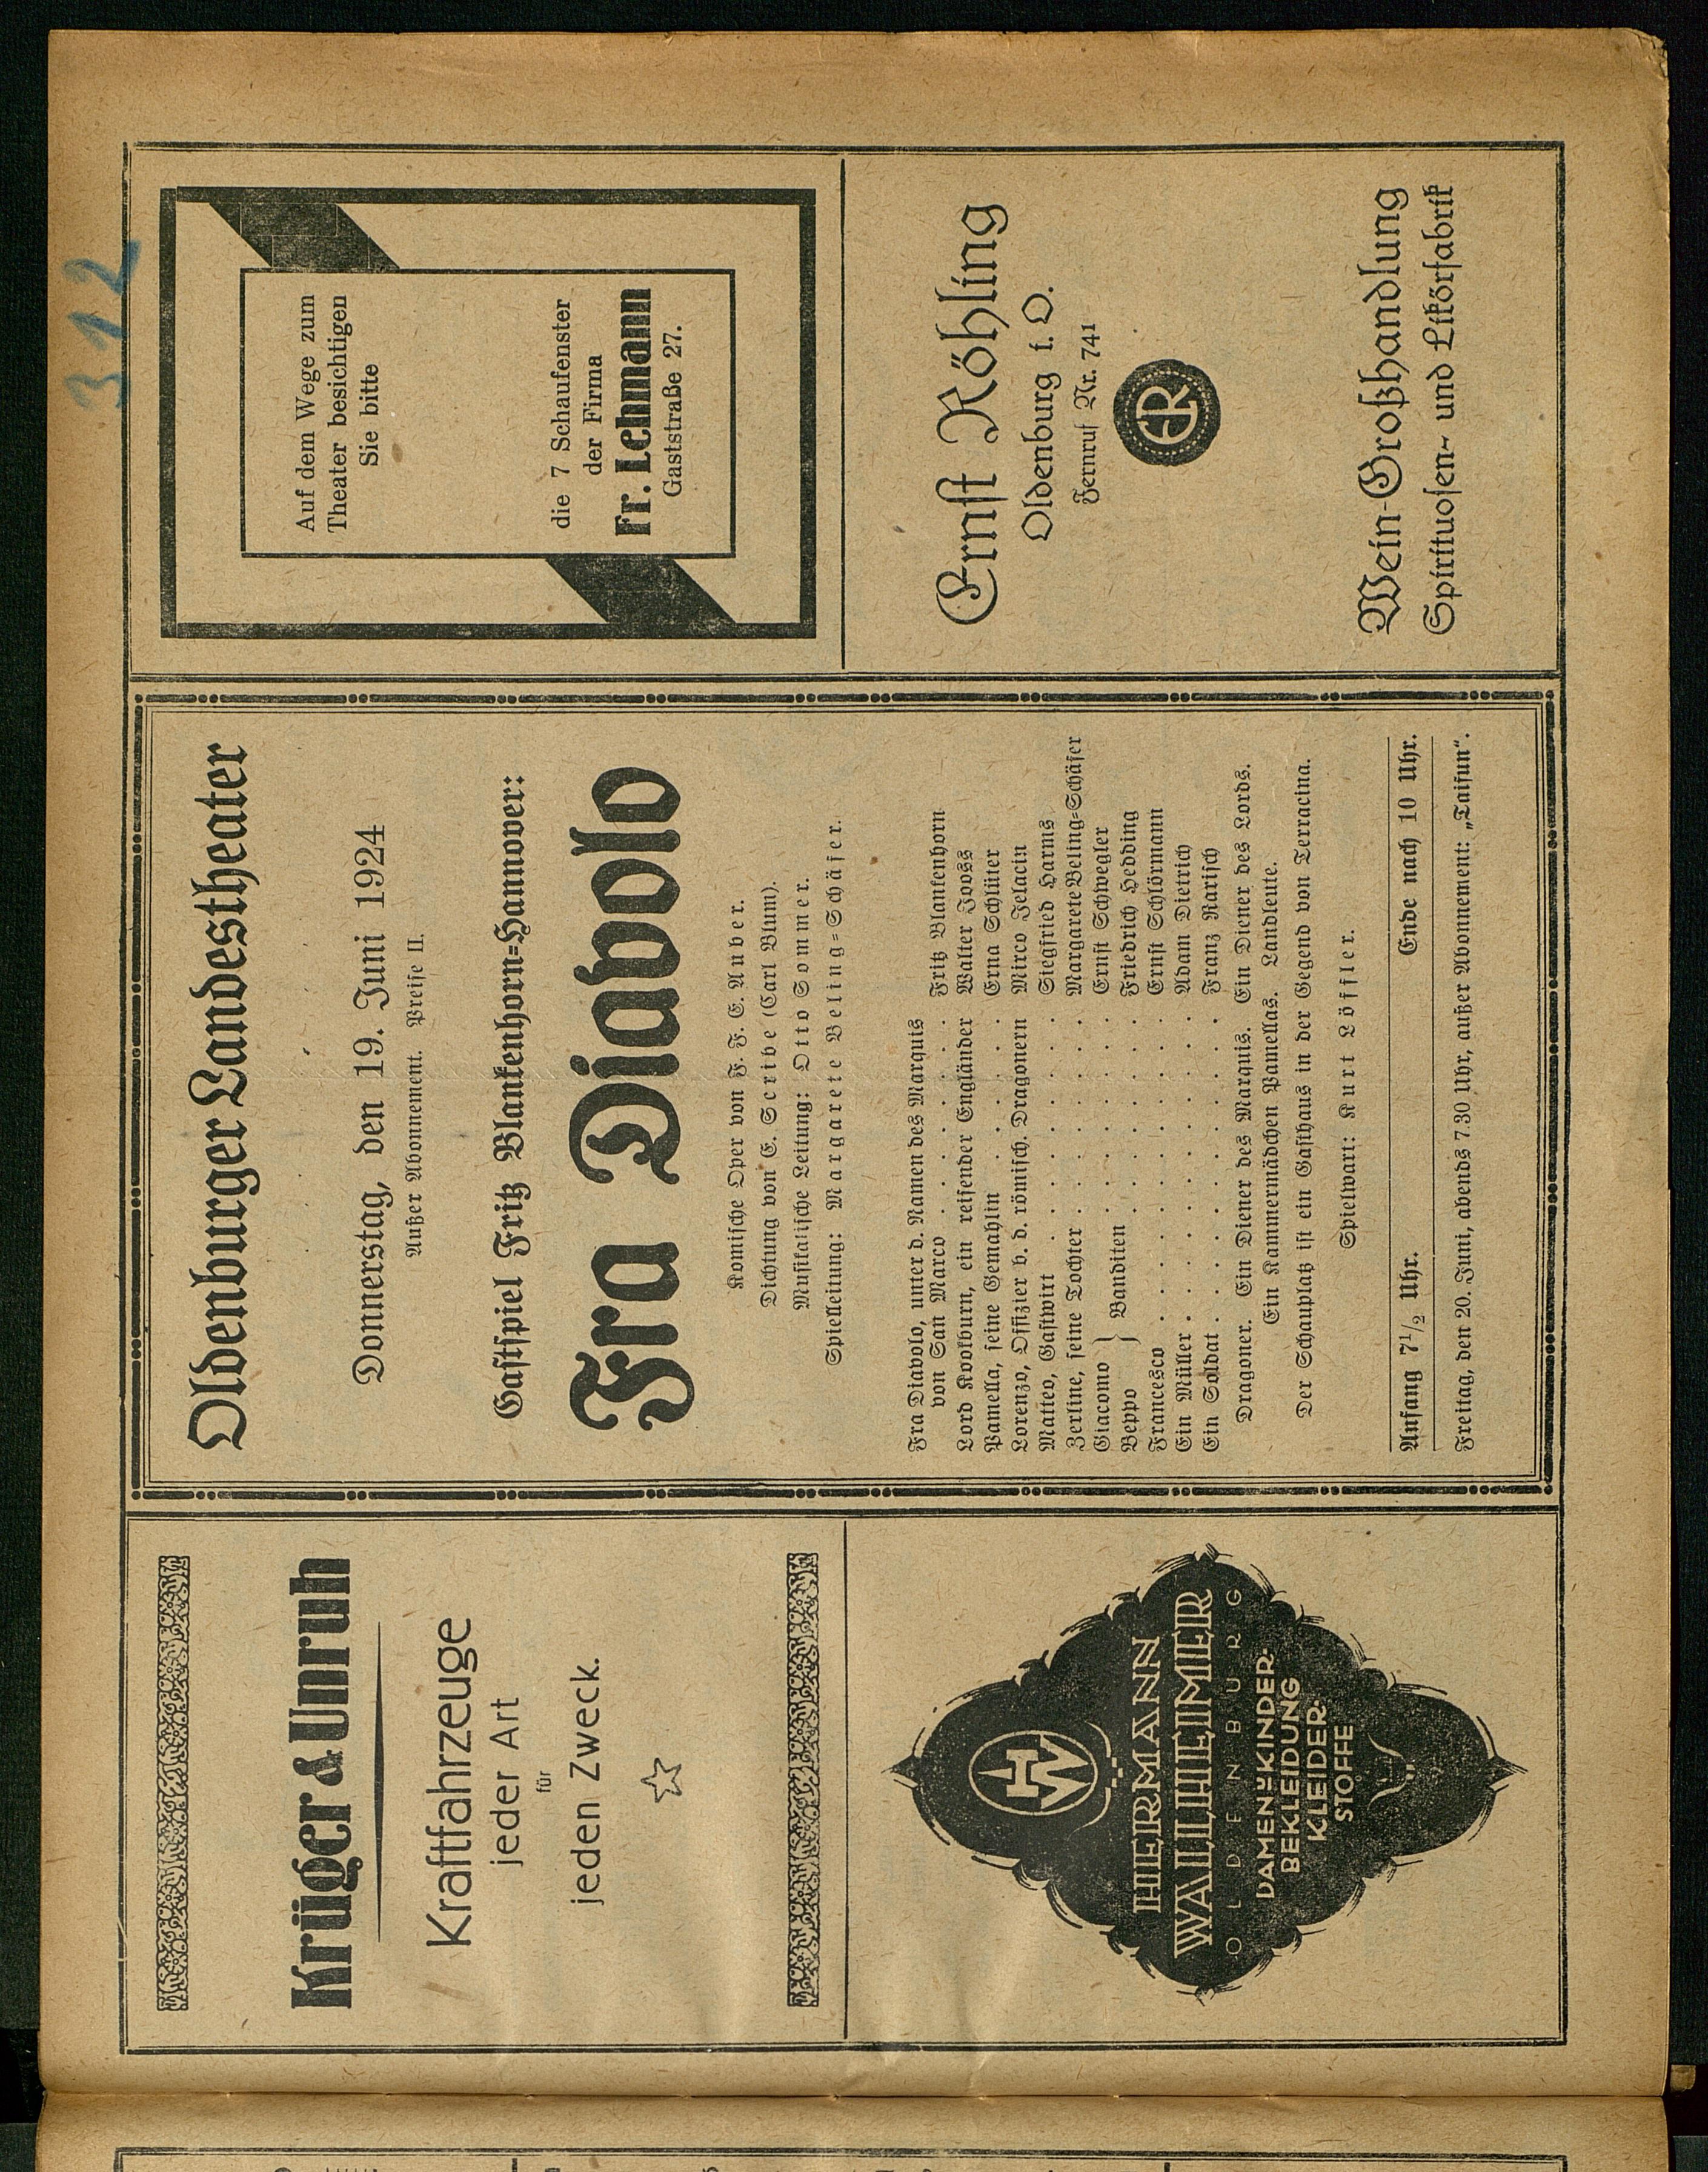 312
Krüger & Unruh
Kraftfahrzeuge
jeder Art
für
jeden Zweck.
HW
HERMANN
WALLHEIMER
OLDENBURG
DAMEN- U. KINDER-
BEKLEIDUNG
KLEIDER-
STOFFE
Oldenburger Landestheater
Donnerstag, den 19. Juni 1924
Außer Abonnement. Preise II.
Gastspiel Fritz Blankenhorn-Hannover:
Fra Diavolo
Komische Oper von F. F. E. Auber.
Dichtung von E. Scribe (Carl Blum).
Musikalische Leitung: Otto Sommer.
Spielleitung: Margarete Beling-Schäfer.
Fra Diavolo, unter d. Namen des Marquis
von San Marco . . . . . . . Fritz Blankenhorn
Lord Kookburn, ein reisender Engländer Walter Jooss
Pamella, seine Gemahlin . . . . . Erna Schlüter
Lorenzo, Offizier b. d. römisch. Dragonern Mirco Jelacin
Matteo, Gastwirt . . . . . . . Siegfried Harms
Zerline, seine Tochter . . . . . . Margarete Beling-Schäfer
Giacomo } Banditen . . . . . Ernst Schwegler
Beppo } . . . . . Friedrich Hedding
Francesco . . . . . . . . . Ernst Schlörmann
Ein Müller . . . . . . . . . Adam Dietrich
Ein Soldat . . . . . . . . . Franz Rarisch
Dragoner. Ein Diener des Marquis. Ein Diener des Lords.
Ein Kammermädchen Pamellas. Landleute.
Der Schauplatz ist ein Gasthaus in der Gegend von Terracina.
Spielwart: Kurt Löffler.
Anfang 7 1/2 Uhr. Ende nach 10 Uhr.
Freitag, den 20. Juni, abends 7.30 Uhr, außer Abonnement: „Taifun“.
Auf dem Wege zum
Theater besichtigen
Sie bitte
die 7 Schaufenster
der Firma
Fr. Lehmann
Gaststraße 27.
Ernst Röhling
Oldenburg i. O.
Fernruf Nr. 741
ER
Wein-Großhandlung
Spirituosen- und Likörfabrik